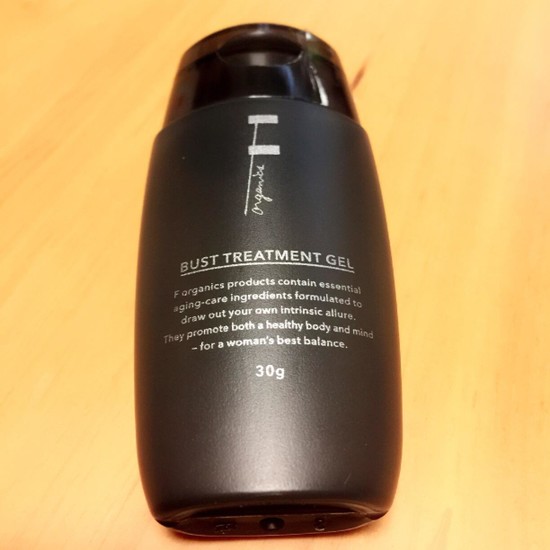 F
organics
BUST TREATMENT GEL
F organics products contain essential
aging-care ingredients formulated to
draw out your own intrinsic allure.
They promote both a healthy body and mind
– for a woman's best balance.
30g